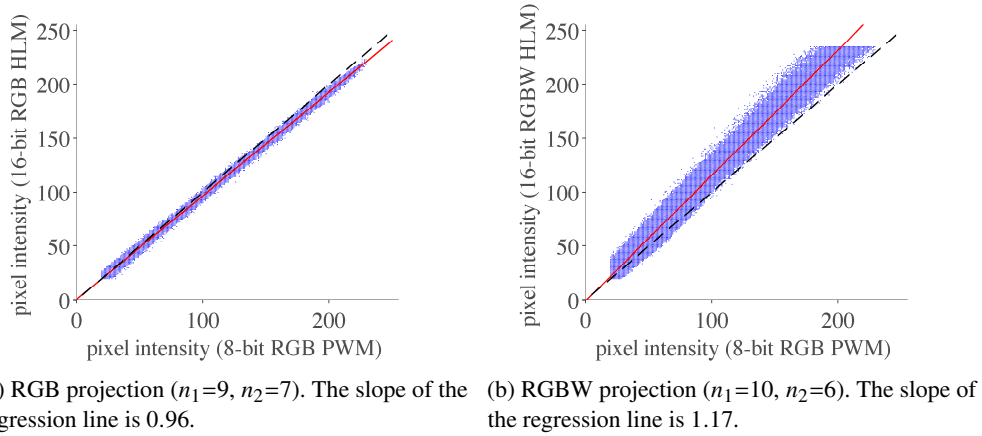 250
200
150
100
50
0
0 100 200
pixel intensity (16-bit RGB HLM)
pixel intensity (8-bit RGB PWM)
250
200
150
100
50
0
0 100 200
pixel intensity (16-bit RGBW HLM)
pixel intensity (8-bit RGB PWM)
) RGB projection (n1=9, n2=7). The slope of the
gression line is 0.96.
(b) RGBW projection (n1=10, n2=6). The slope of
the regression line is 1.17.